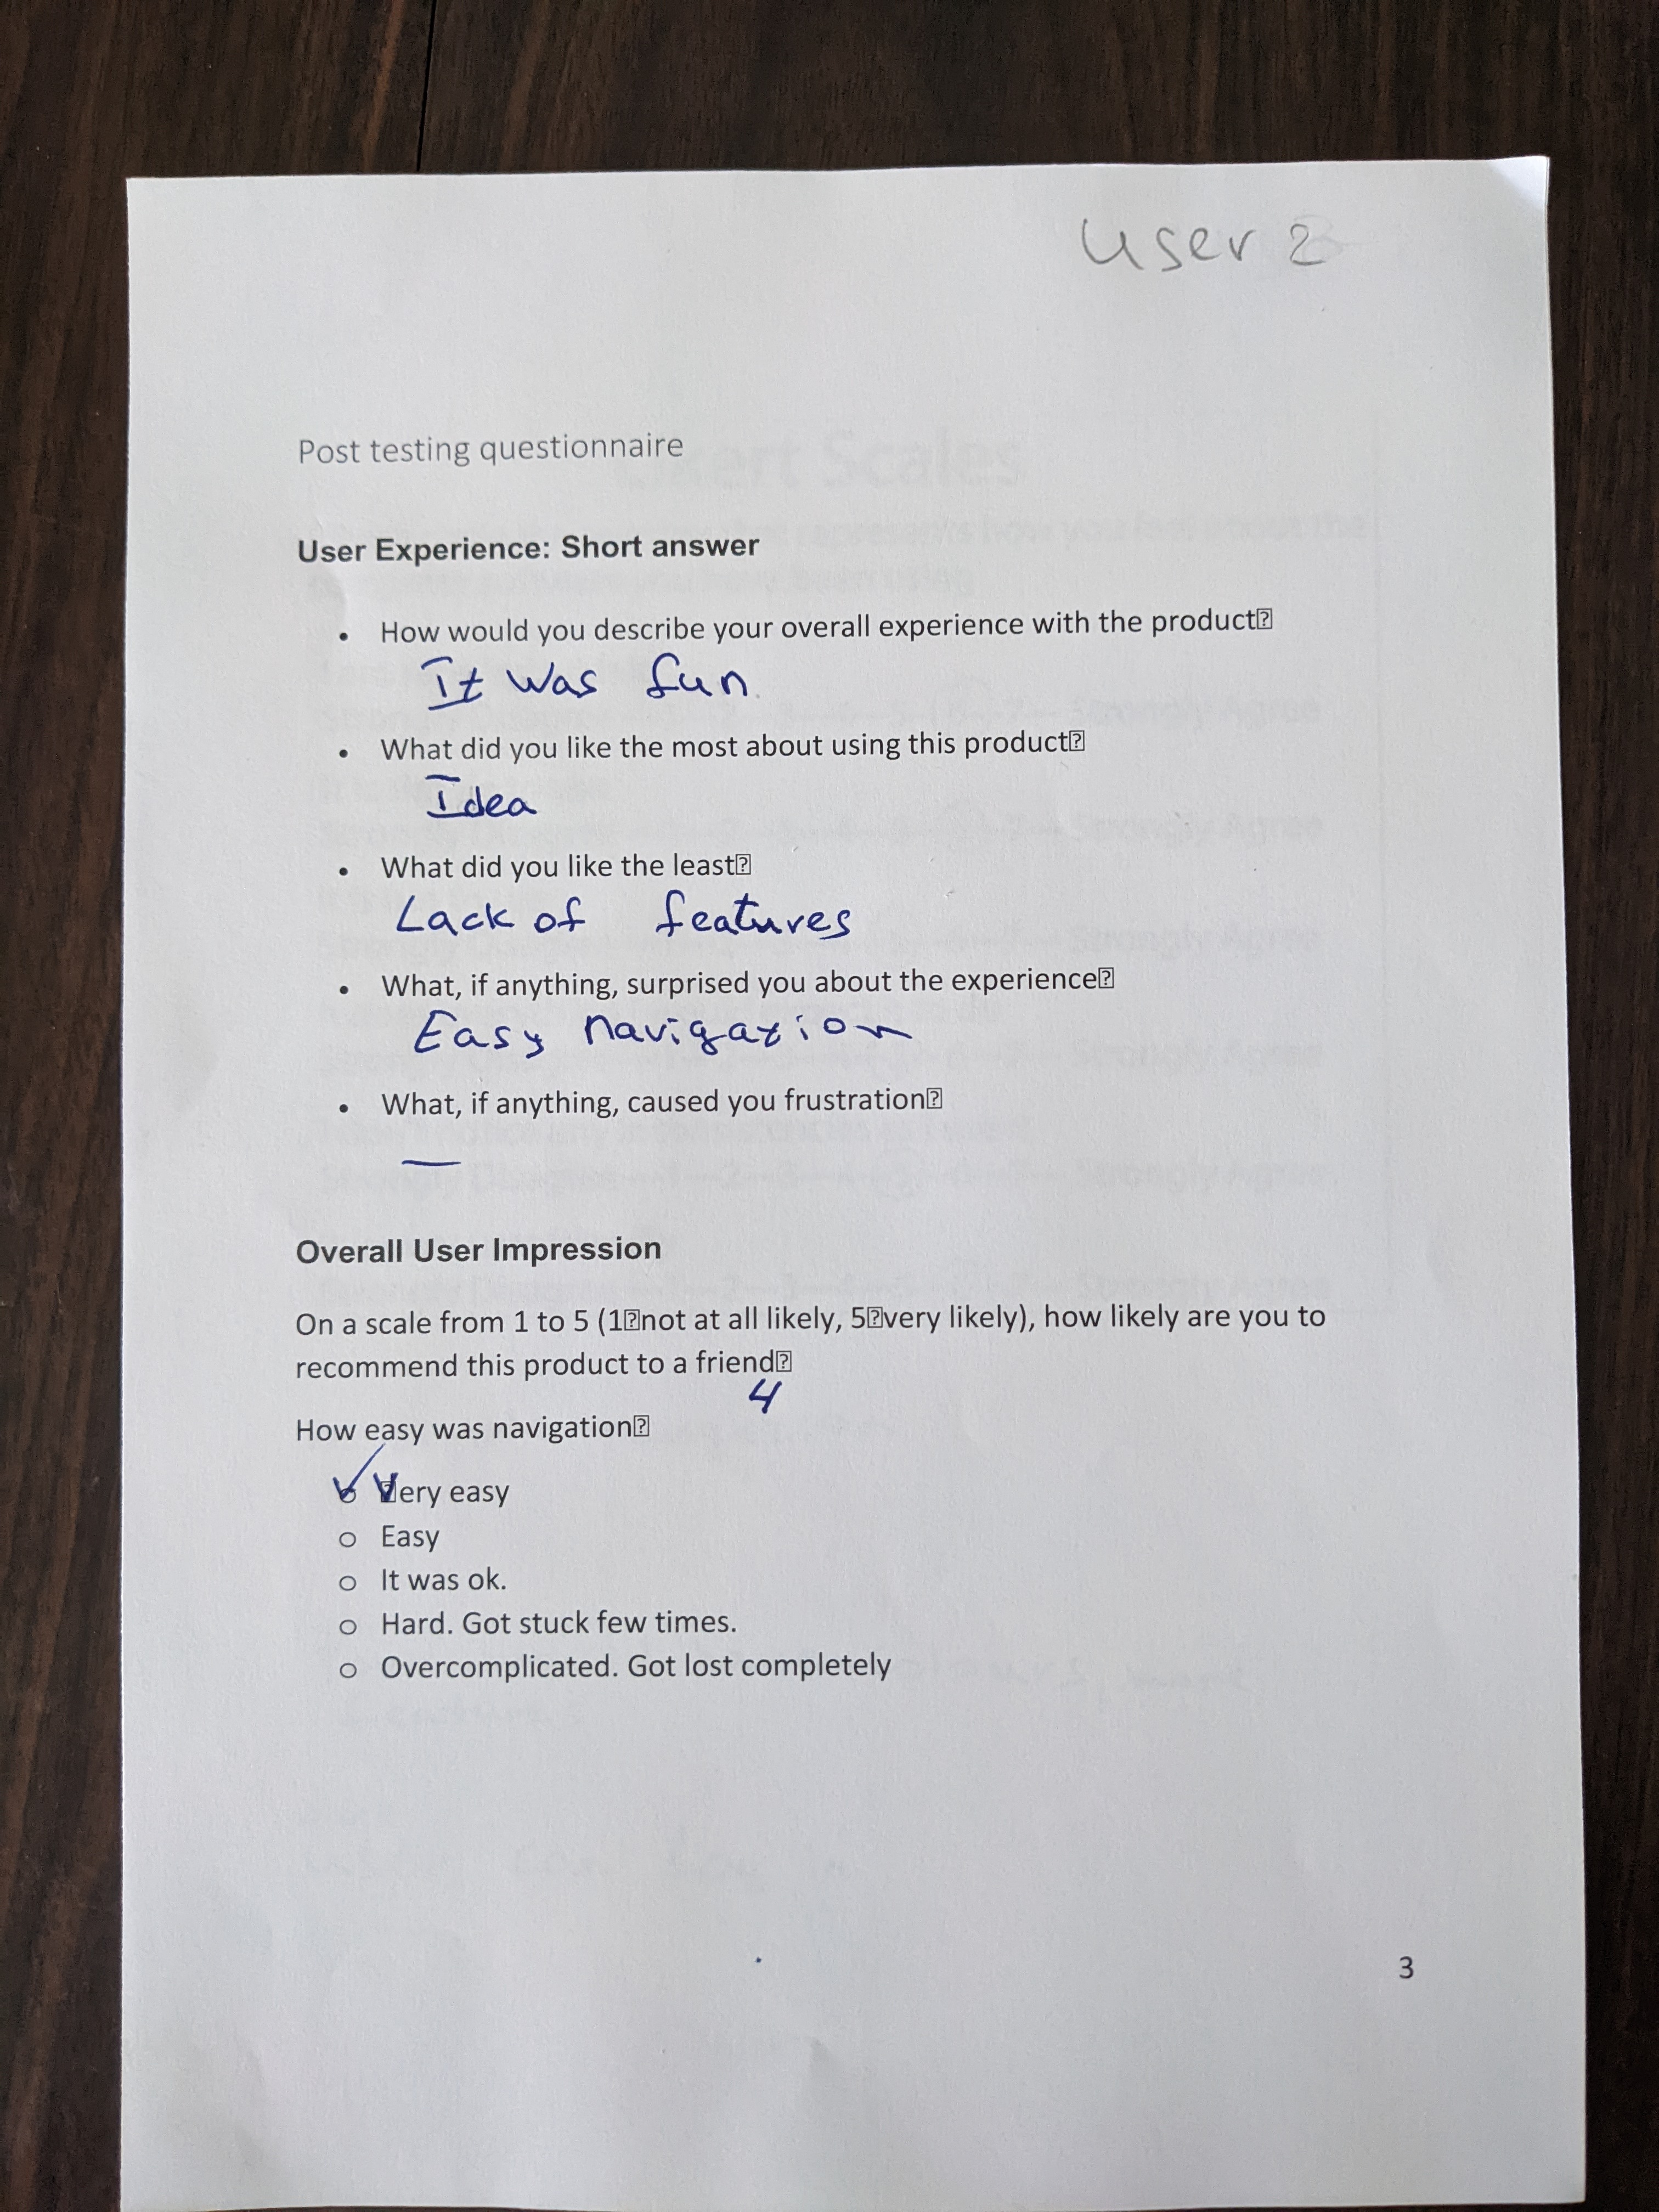 User 2
Post testing questionnaire
User Experience: Short answer
• How would you describe your overall experience with the product⍰
It was fun
• What did you like the most about using this product⍰
Idea
• What did you like the least⍰
Lack of features
• What, if anything, surprised you about the experience⍰
Easy navigation
• What, if anything, caused you frustration⍰
—
Overall User Impression
On a scale from 1 to 5 (1⍰not at all likely, 5⍰very likely), how likely are you to
recommend this product to a friend⍰
4
How easy was navigation⍰
✓ Very easy
o Easy
o It was ok.
o Hard. Got stuck few times.
o Overcomplicated. Got lost completely
3